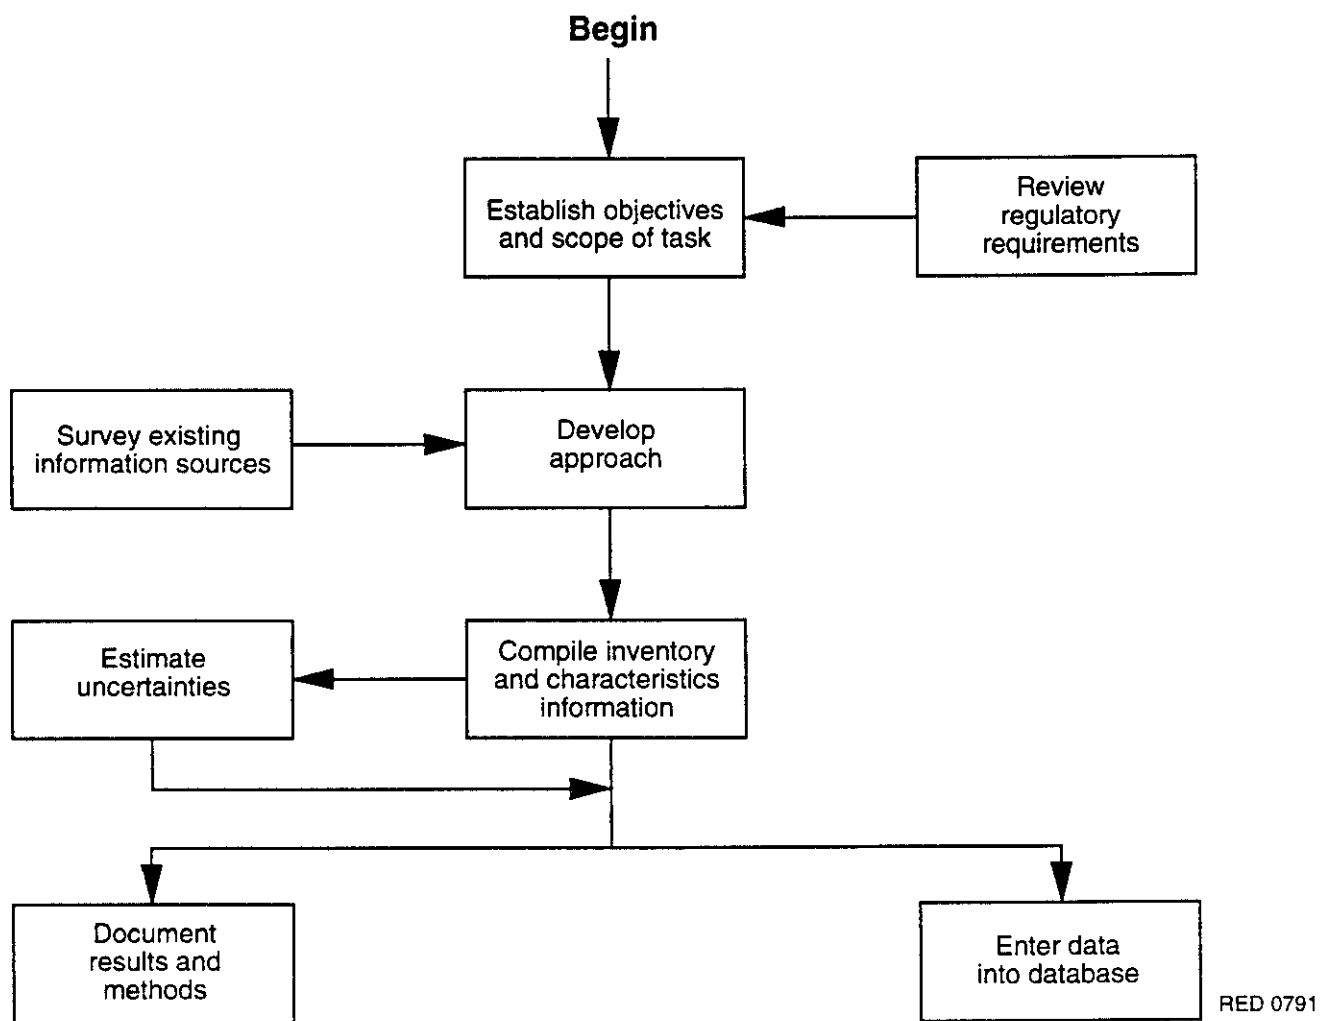 Begin
Establish objectives
and scope of task
Review
regulatory
requirements
Survey existing
information sources
Develop
approach
Estimate
uncertainties
Compile inventory
and characteristics
information
Document
results and
methods
Enter data
into database
RED 0791